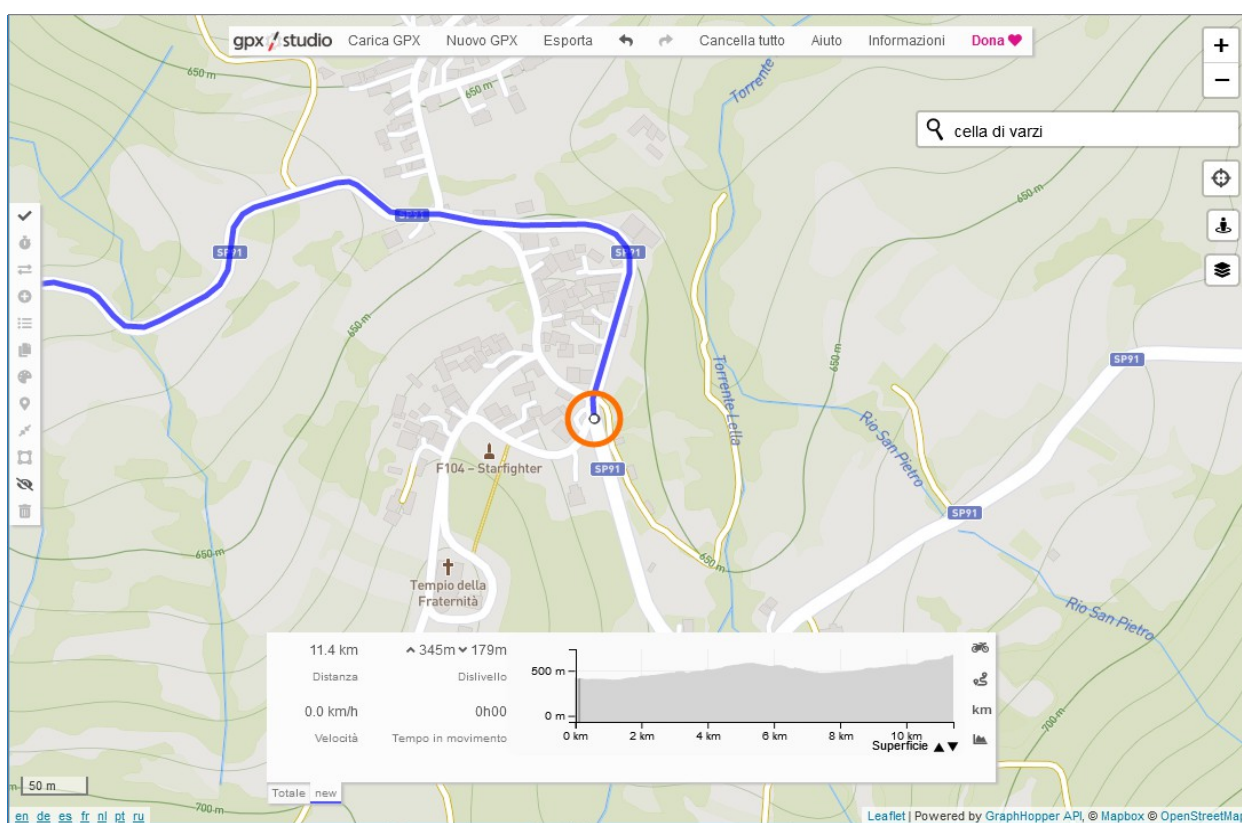 gpx studio Carica GPX Nuovo GPX Esporta Cancella tutto Aiuto Informazioni Dona
+
−
cella di varzi
650 m
650 m
Torrente
650 m
SP91
SP91
SP91
650 m
Torrente Lella
650 m
SP91
Rio San Pietro
F104 – Starfighter
SP91
SP91
650 m
650 m
Tempio della
Fraternità
Rio San Pietro
700 m
11.4 km 345m 179m
Distanza Dislivello
0.0 km/h 0h00
Velocità Tempo in movimento
500 m
0 m
0 km 2 km 4 km 6 km 8 km 10 km
Superficie ▲▼
km
Totale new
50 m
700 m
en de es fr nl pt ru
Leaflet | Powered by GraphHopper API, © Mapbox © OpenStreetMap